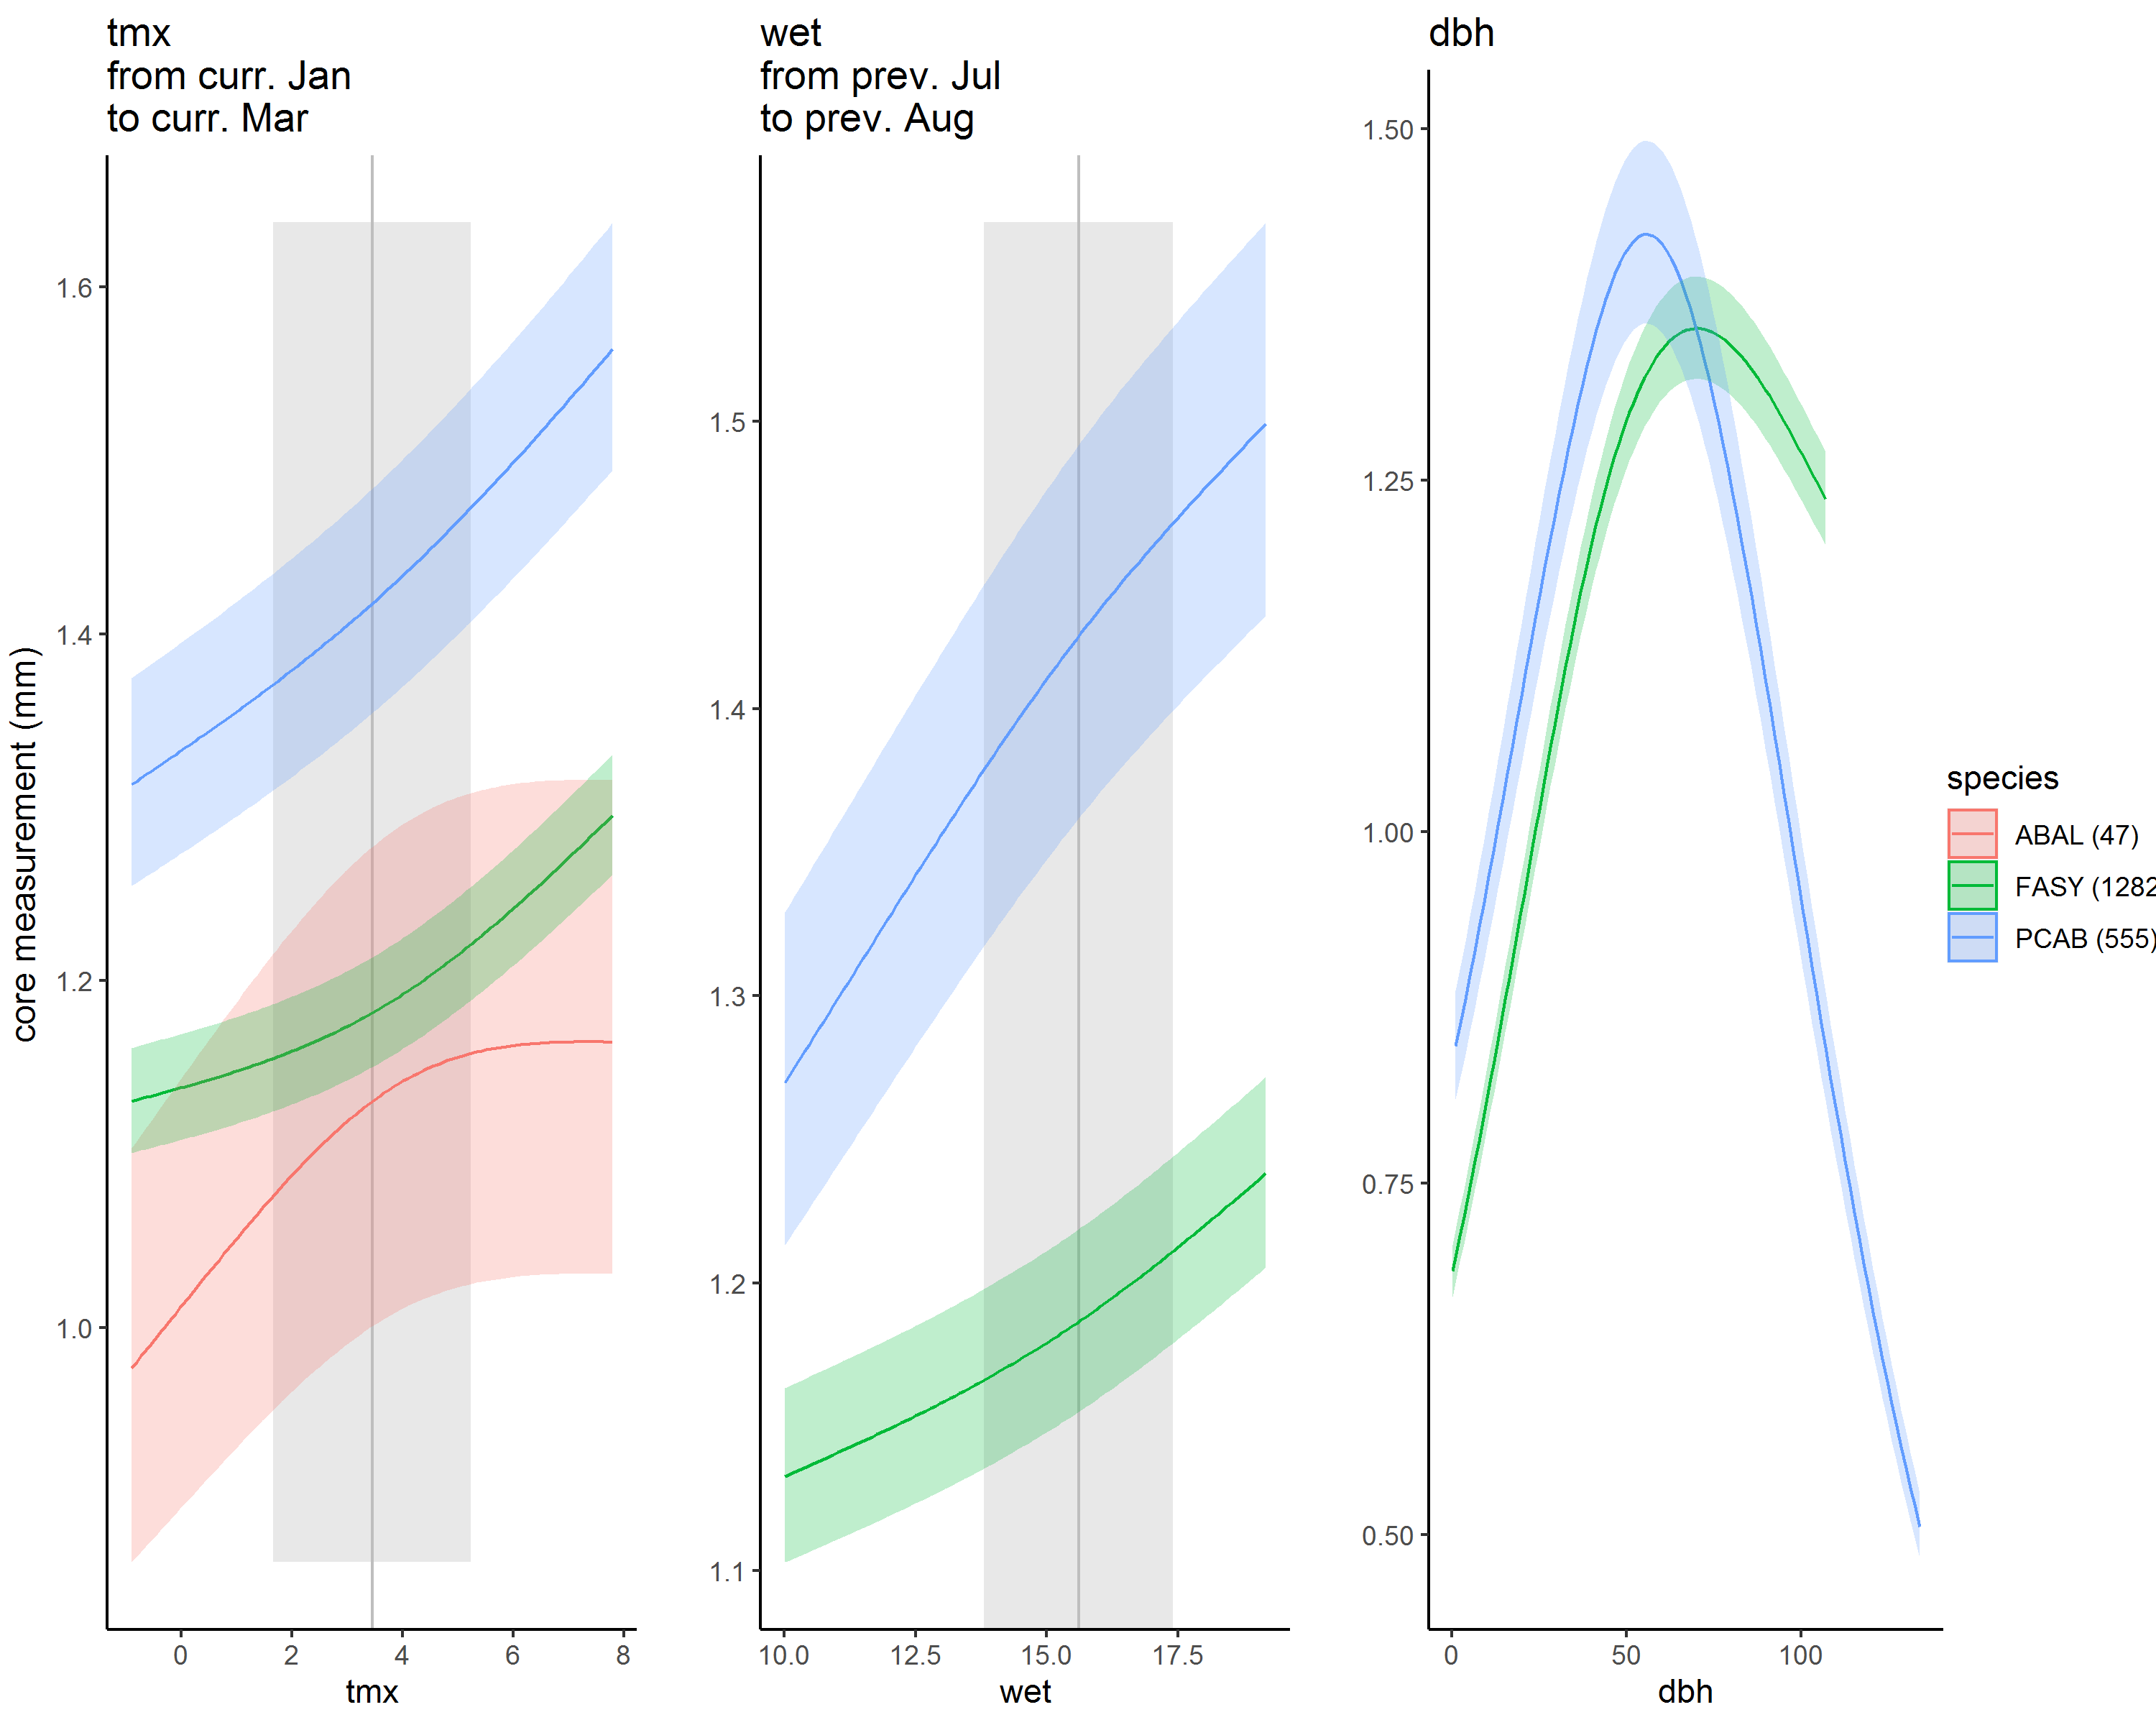 tmx
from curr. Jan
to curr. Mar
wet
from prev. Jul
to prev. Aug
dbh
core measurement (mm)
1.6
1.4
1.2
1.0
0
2
4
6
8
tmx
1.5
1.4
1.3
1.2
1.1
10.0
12.5
15.0
17.5
wet
1.50
1.25
1.00
0.75
0.50
0
50
100
dbh
species
ABAL (47)
FASY (1282
PCAB (555)